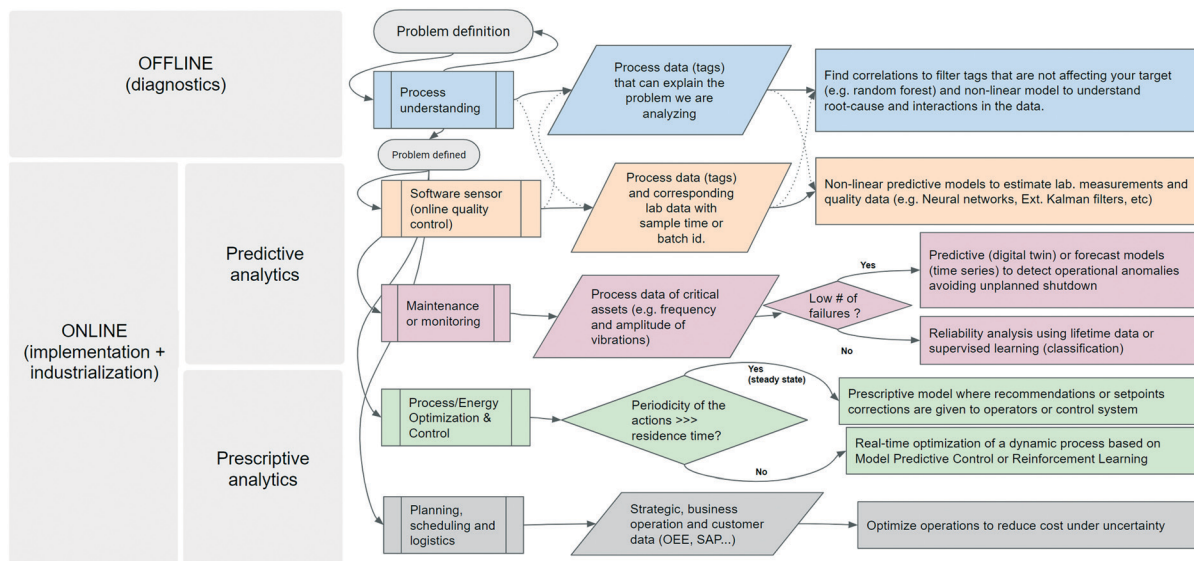 OFFLINE
(diagnostics)
ONLINE
(implementation +
industrialization)
Predictive
analytics
Prescriptive
analytics
Problem definition
Process
understanding
Process data (tags)
that can explain the
problem we are
analyzing
Find correlations to filter tags that are not affecting your target
(e.g. random forest) and non-linear model to understand
root-cause and interactions in the data.
Problem defined
Software sensor
(online quality
control)
Process data (tags)
and corresponding
lab data with
sample time or
batch id.
Non-linear predictive models to estimate lab. measurements and
quality data (e.g. Neural networks, Ext. Kalman filters, etc)
Maintenance
or monitoring
Process data of critical
assets (e.g. frequency
and amplitude of
vibrations)
Low # of
failures ?
Yes
Predictive (digital twin) or forecast models
(time series) to detect operational anomalies
avoiding unplanned shutdown
No
Reliability analysis using lifetime data or
supervised learning (classification)
Process/Energy
Optimization &
Control
Periodicity of the
actions >>>
residence time?
Yes
(steady state)
Prescriptive model where recommendations or setpoints
corrections are given to operators or control system
No
Real-time optimization of a dynamic process based on
Model Predictive Control or Reinforcement Learning
Planning,
scheduling and
logistics
Strategic, business
operation and customer
data (OEE, SAP...)
Optimize operations to reduce cost under uncertainty